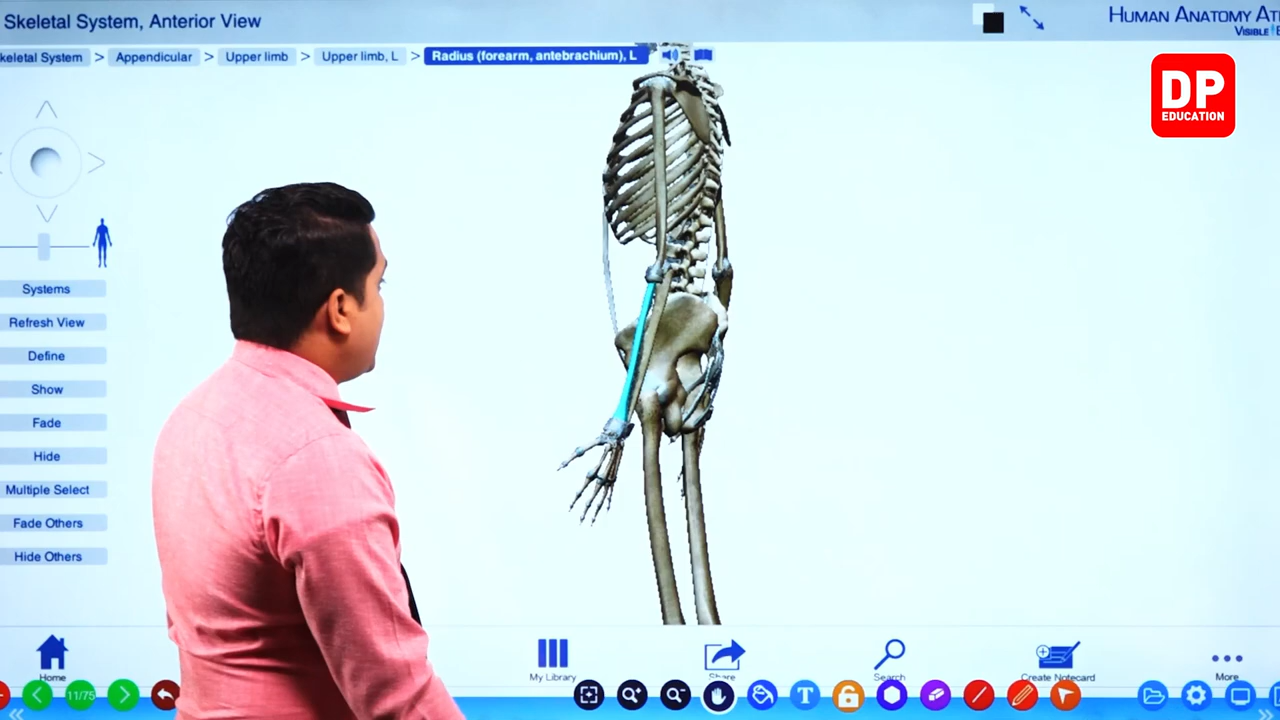 Skeletal System, Anterior View
HUMAN ANATOMY AT
VISIBLE
keletal System > Appendicular > Upper limb > Upper limb, L > Radius (forearm, antebrachium), L
DP
EDUCATION
Systems
Refresh View
Define
Show
Fade
Hide
Multiple Select
Fade Others
Hide Others
Home
My Library
Share
Search
Create Notecard
More
11/75
T